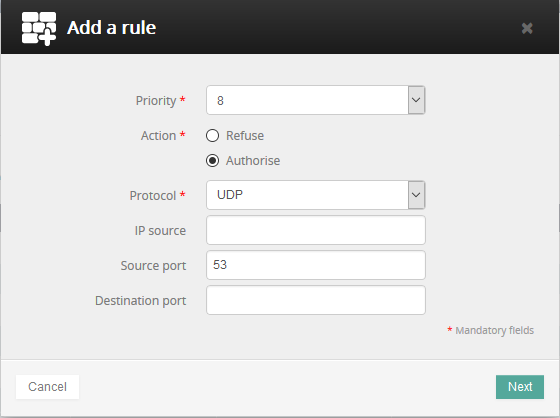 Add a rule
Priority *
8
Action *
Refuse
Authorise
Protocol *
UDP
IP source
Source port
53
Destination port
* Mandatory fields
Cancel
Next